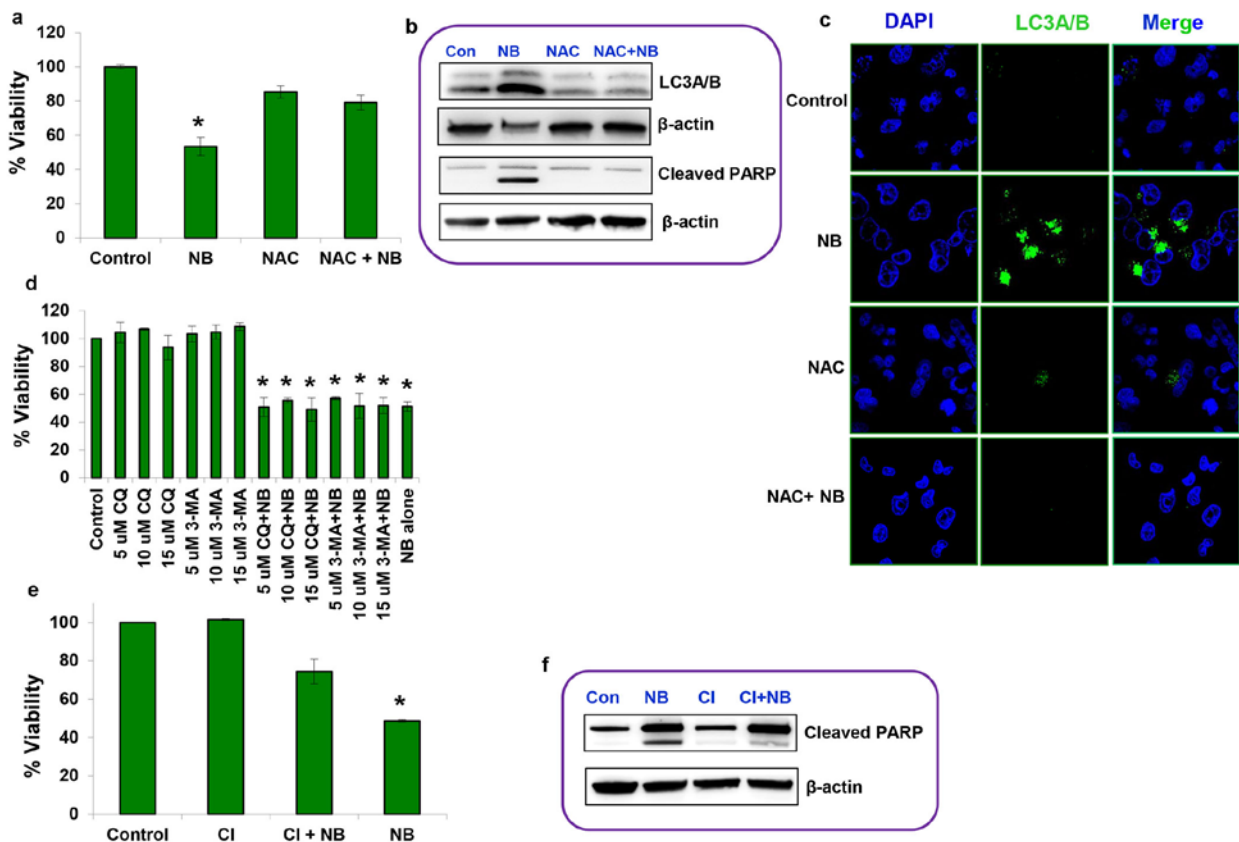 a
% Viability
120
100
80
60
40
20
0
*
Control NB NAC NAC + NB
b
Con NB NAC NAC+NB
LC3A/B
β-actin
Cleaved PARP
β-actin
c
DAPI LC3A/B Merge
Control
NB
NAC
NAC+ NB
d
% Viability
120
100
80
60
40
20
0
* * * * * * *
Control
5 uM CQ
10 uM CQ
15 uM CQ
5 uM 3-MA
10 uM 3-MA
15 uM 3-MA
5 uM CQ+NB
10 uM CQ+NB
15 uM CQ+NB
5 uM 3-MA+NB
10 uM 3-MA+NB
15 uM 3-MA+NB
NB alone
e
% Viability
100
80
60
40
20
0
*
Control CI CI + NB NB
f
Con NB CI CI+NB
Cleaved PARP
β-actin